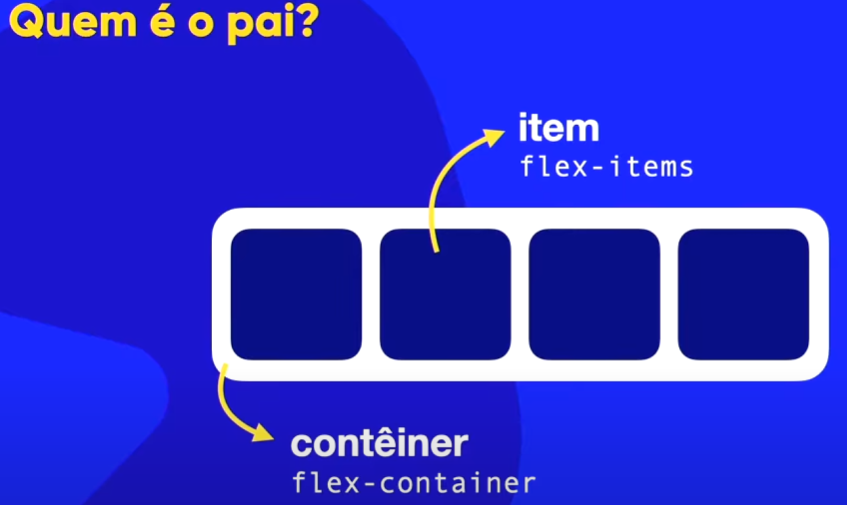 Quem é o pai?
item
flex-items
contêiner
flex-container